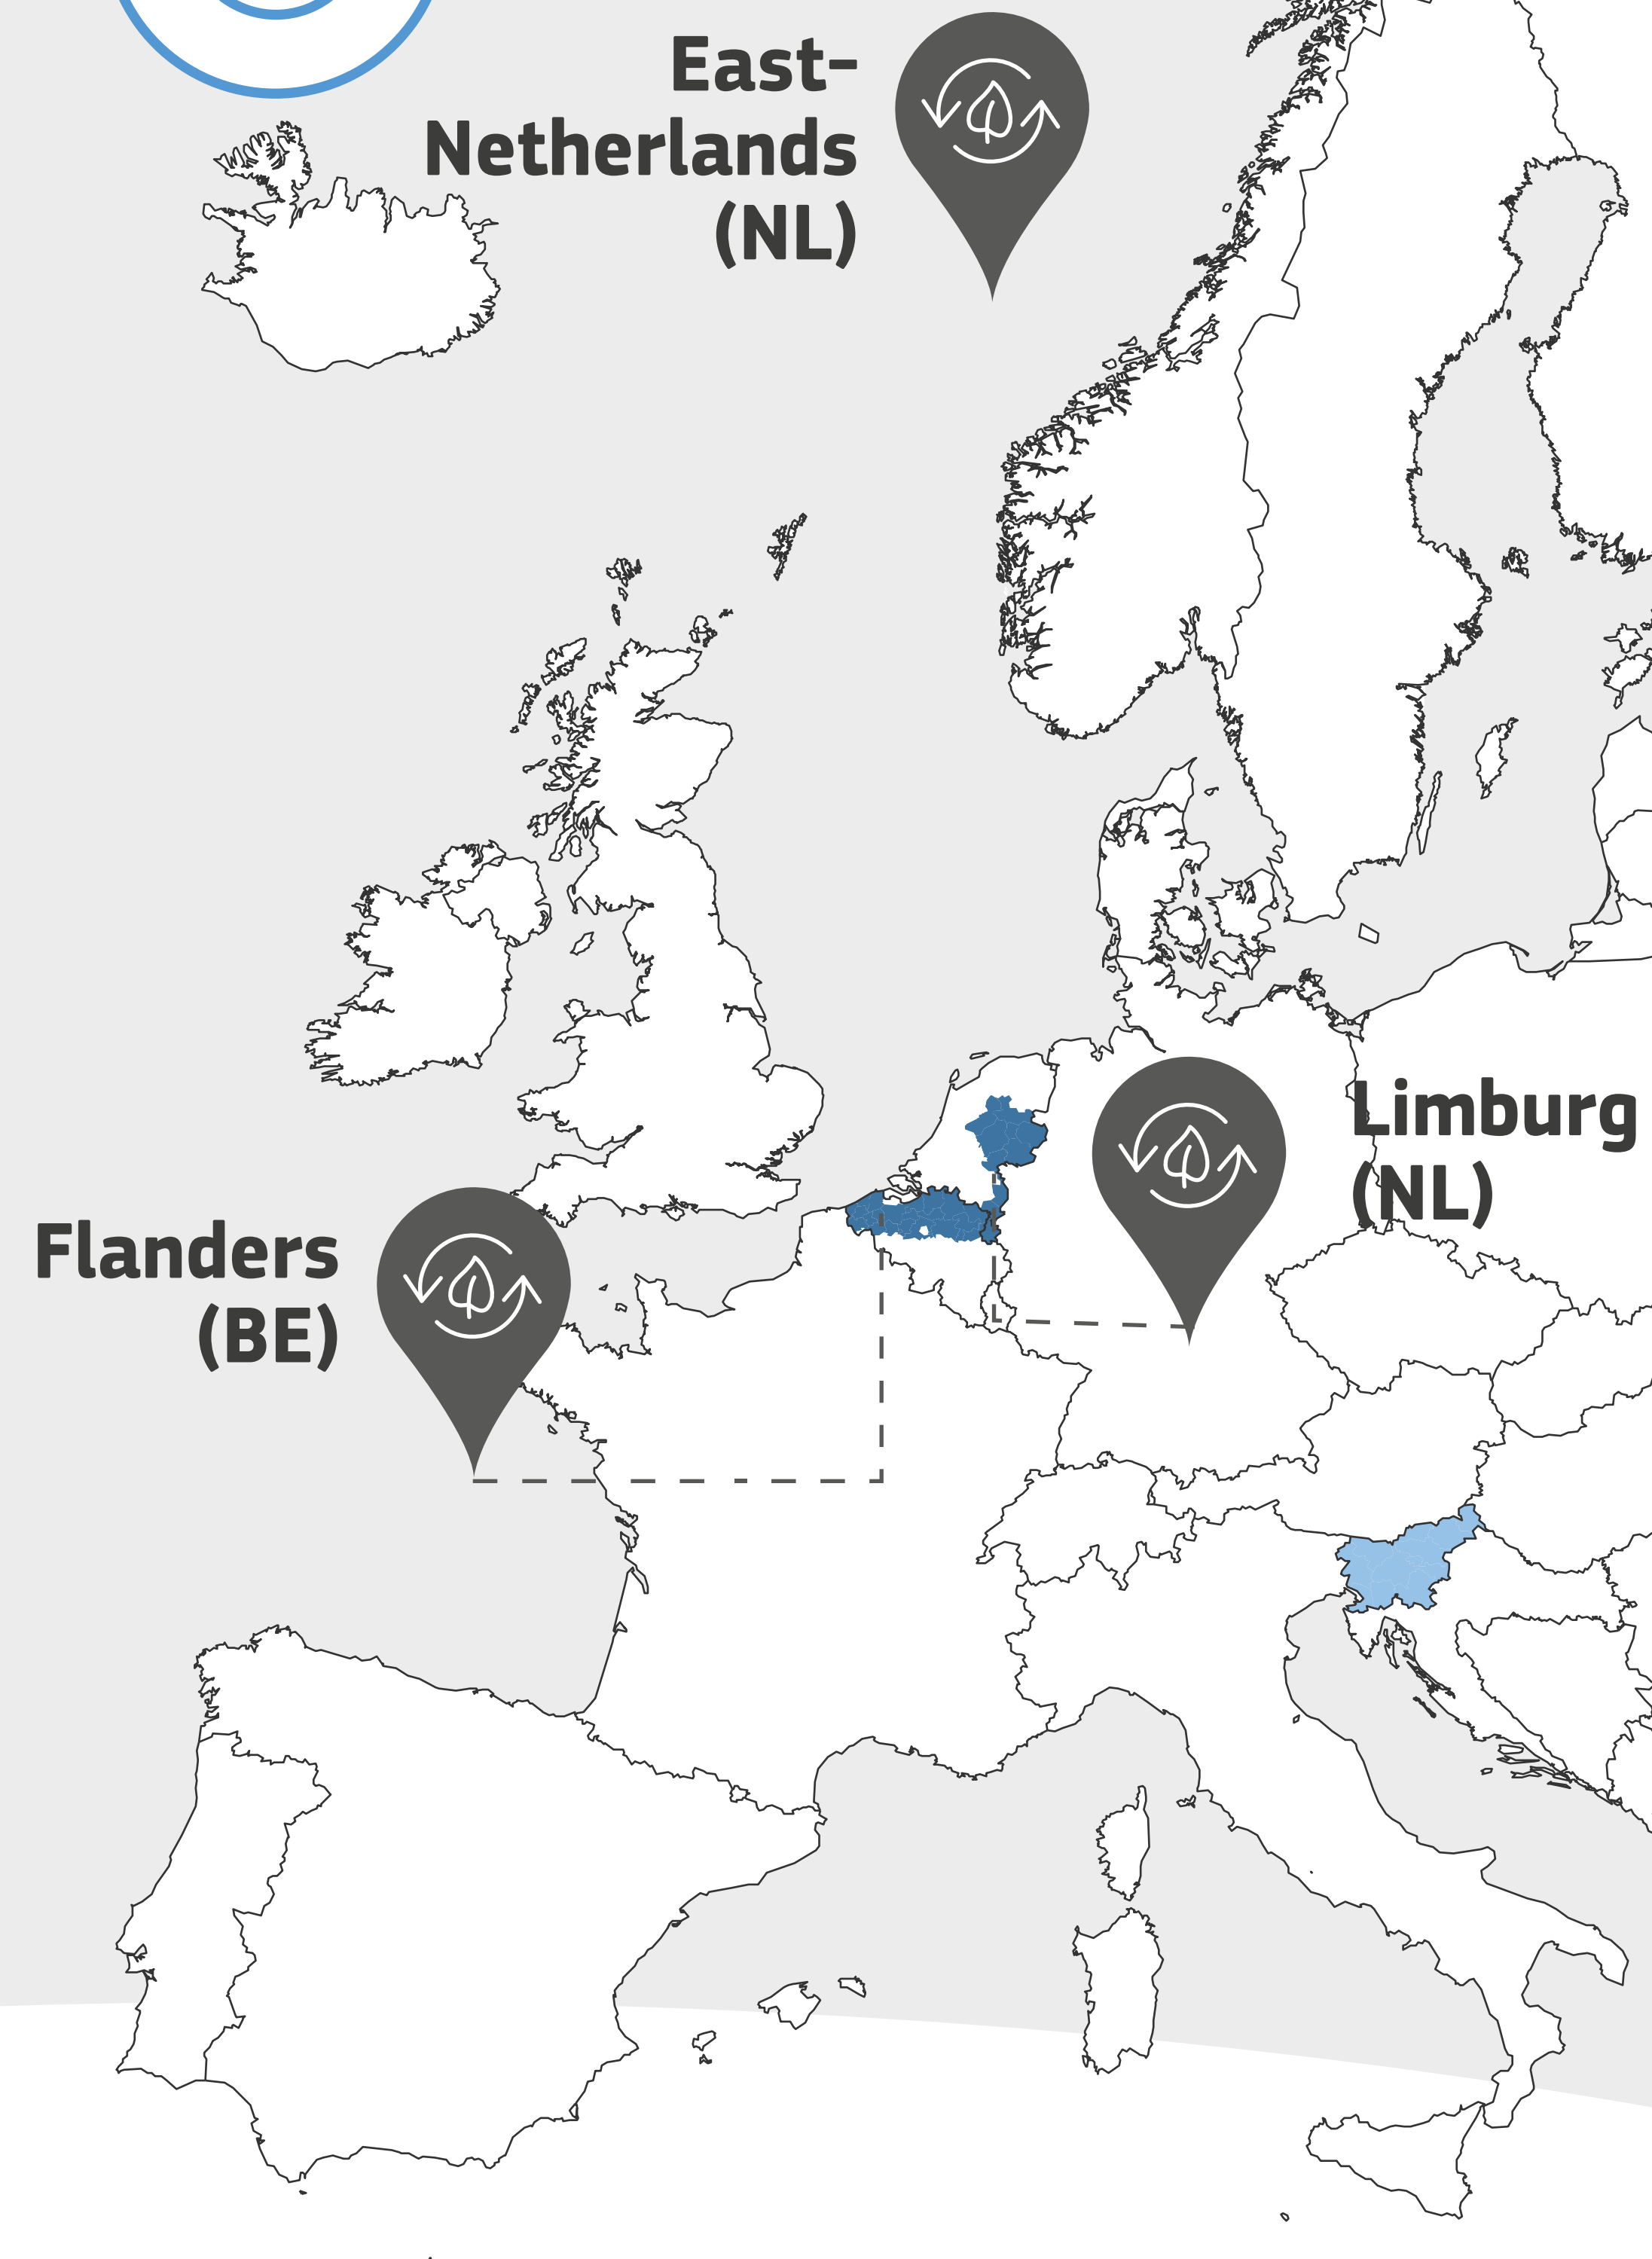 East-
Netherlands
(NL)
Limburg
(NL)
Flanders
(BE)